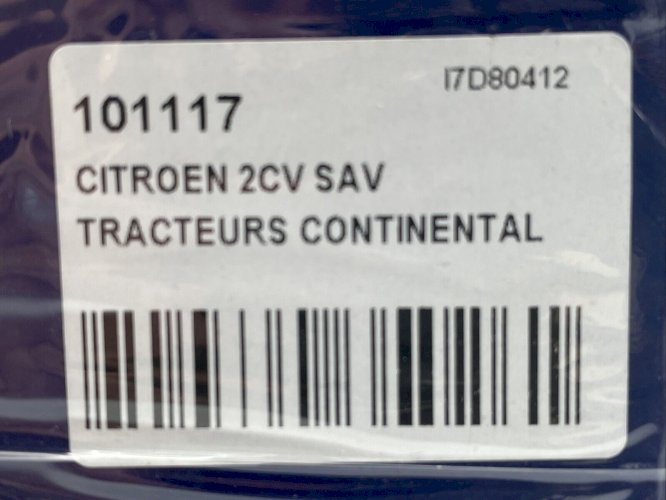 I7D80412
101117
CITROEN 2CV SAV
TRACTEURS CONTINENTAL